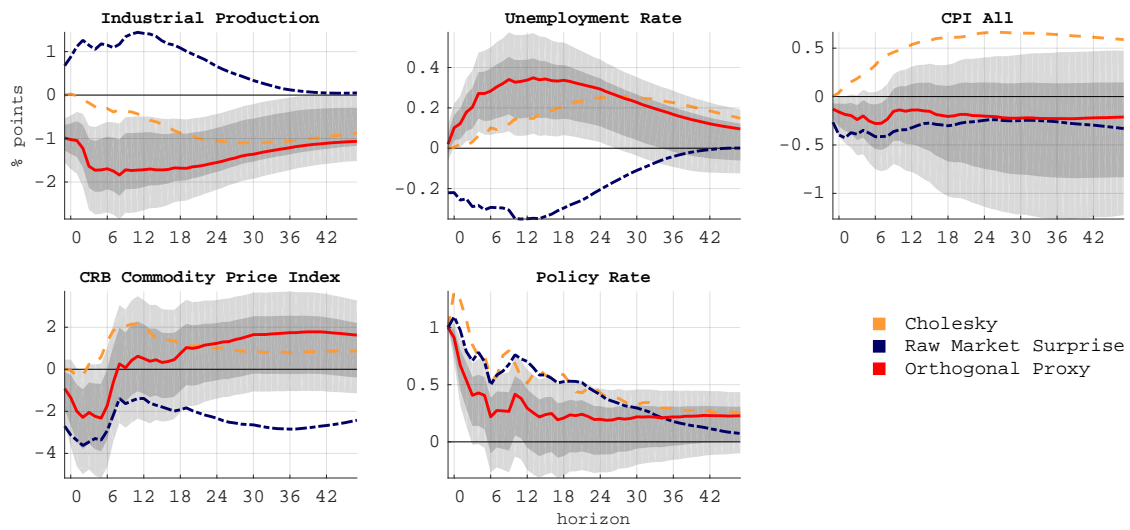 Industrial Production
Unemployment Rate
CPI All
% points
1
0
-1
-2
0 6 12 18 24 30 36 42
0.4
0.2
0
-0.2
0 6 12 18 24 30 36 42
0.5
0
-0.5
-1
0 6 12 18 24 30 36 42
CRB Commodity Price Index
Policy Rate
2
0
-2
-4
0 6 12 18 24 30 36 42
1
0.5
0
0 6 12 18 24 30 36 42
horizon
Cholesky
Raw Market Surprise
Orthogonal Proxy